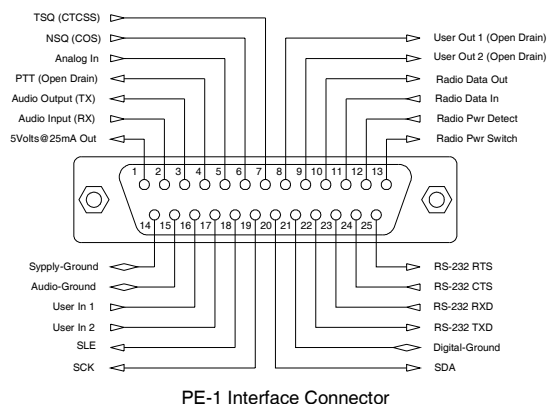 TSQ (CTCSS)
NSQ (COS)
Analog In
PTT (Open Drain)
Audio Output (TX)
Audio Input (RX)
5Volts@25mA Out
User Out 1 (Open Drain)
User Out 2 (Open Drain)
Radio Data Out
Radio Data In
Radio Pwr Detect
Radio Pwr Switch
1 2 3 4 5 6 7 8 9 10 11 12 13
14 15 16 17 18 19 20 21 22 23 24 25
Sypply-Ground
Audio-Ground
User In 1
User In 2
SLE
SCK
RS-232 RTS
RS-232 CTS
RS-232 RXD
RS-232 TXD
Digital-Ground
SDA
PE-1 Interface Connector